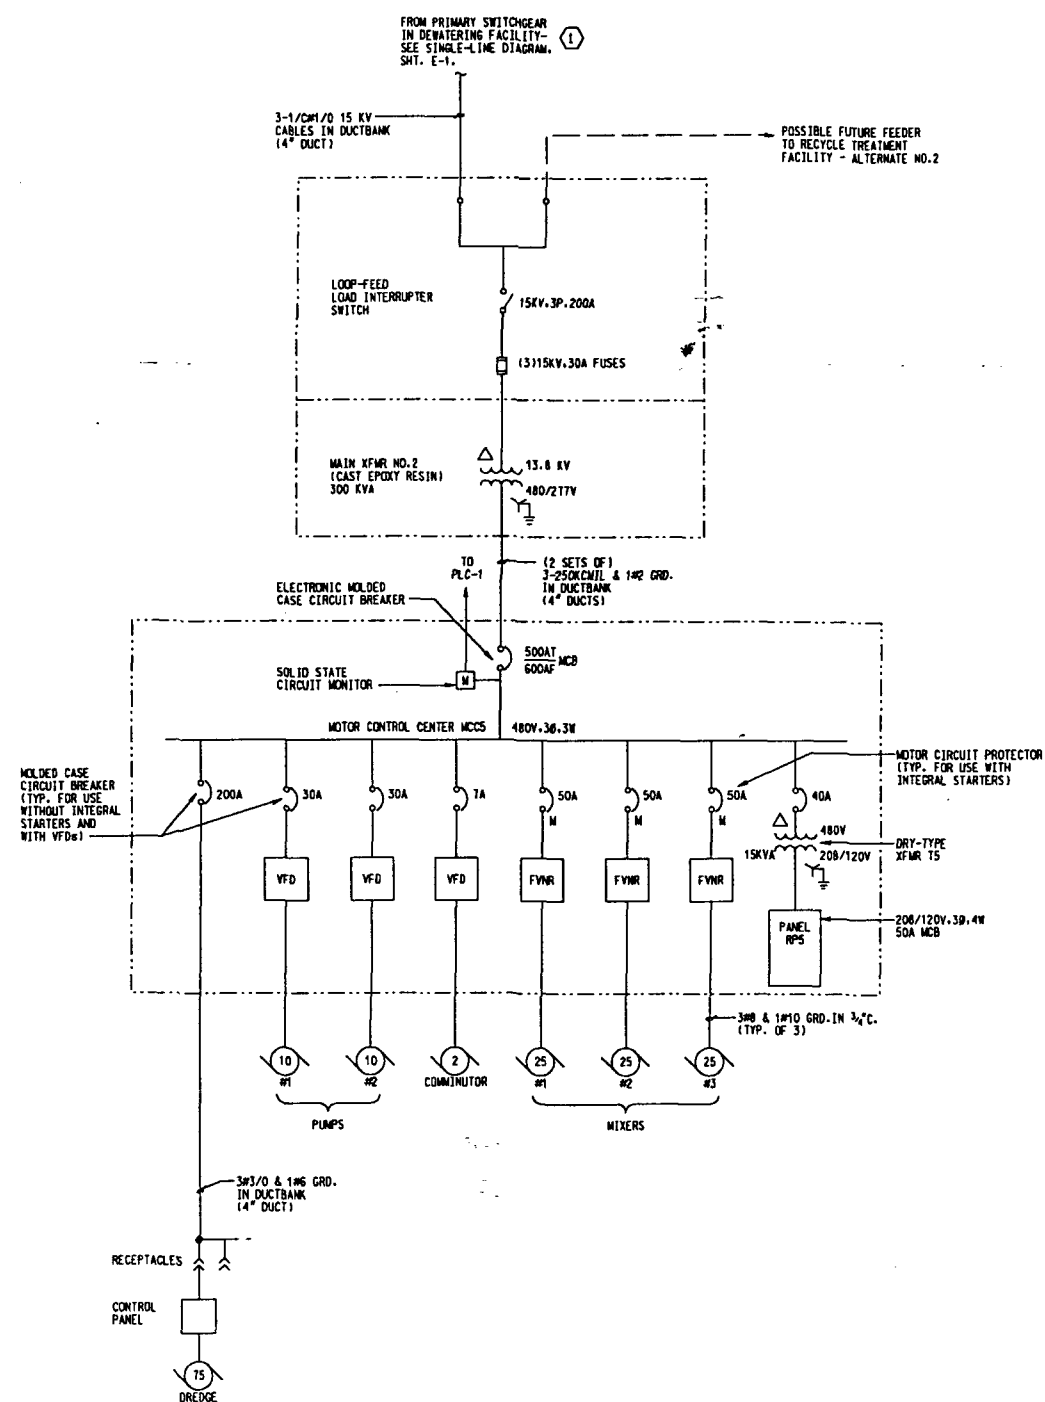 FROM PRIMARY SWITCHGEAR
IN DEWATERING FACILITY-
SEE SINGLE-LINE DIAGRAM,
SHT. E-1.
1
3-1/C#1/0 15 KV
CABLES IN DUCTBANK
(4" DUCT)
POSSIBLE FUTURE FEEDER
TO RECYCLE TREATMENT
FACILITY - ALTERNATE NO.2
LOOP-FEED
LOAD INTERRUPTER
SWITCH
15KV.3P.200A
(3)15KV.30A FUSES
MAIN XFMR NO.2
(CAST EPOXY RESIN)
300 KVA
13.8 KV
480/277V
TO
PLC-1
(2 SETS OF)
3-250KCMIL & 1#2 GRD.
IN DUCTBANK
(4" DUCTS)
ELECTRONIC MOLDED
CASE CIRCUIT BREAKER
500AT
600AF
MCB
SOLID STATE
CIRCUIT MONITOR
M
MOTOR CONTROL CENTER MCC5
480V.3Ø.3W
MOLDED CASE
CIRCUIT BREAKER
(TYP. FOR USE
WITHOUT INTEGRAL
STARTERS AND
WITH VFDs)
MOTOR CIRCUIT PROTECTOR
(TYP. FOR USE WITH
INTEGRAL STARTERS)
200A
30A
30A
7A
50A
50A
50A
40A
M
M
M
480V
15KVA
208/120V
DRY-TYPE
XFMR T5
VFD
VFD
VFD
FVNR
FVNR
FVNR
PANEL
RP5
208/120V.3Ø.4W
50A MCB
3#8 & 1#10 GRD.IN 3/4"C.
(TYP. OF 3)
10
10
2
25
25
25
#1
#2
COMMINUTOR
#1
#2
#3
PUMPS
MIXERS
3#3/0 & 1#6 GRD.
IN DUCTBANK
(4" DUCT)
RECEPTACLES
CONTROL
PANEL
75
DREDGE